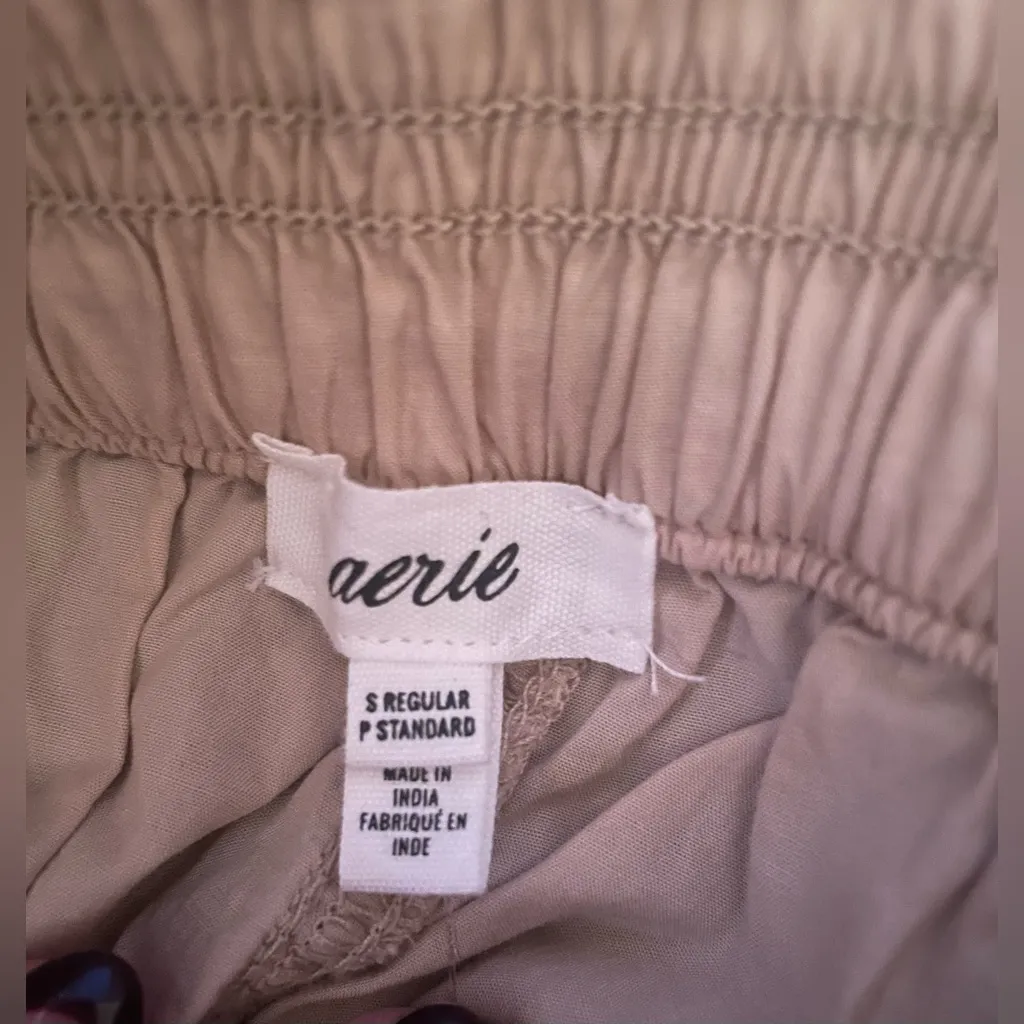 aerie
S REGULAR
P STANDARD
MADE IN
INDIA
FABRIQUÉ EN
INDE